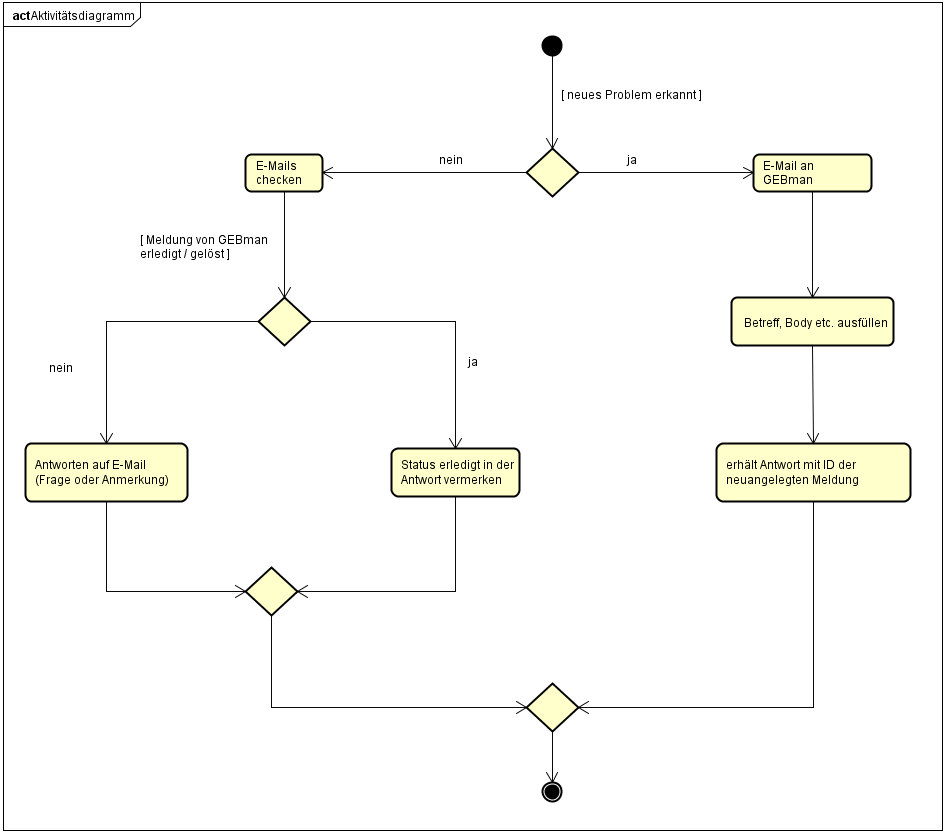 actAktivitätsdiagramm
[ neues Problem erkannt ]
nein
ja
E-Mails
checken
E-Mail an
GEBman
[ Meldung von GEBman
erledigt / gelöst ]
Betreff, Body etc. ausfüllen
nein
ja
Antworten auf E-Mail
(Frage oder Anmerkung)
Status erledigt in der
Antwort vermerken
erhält Antwort mit ID der
neuangelegten Meldung